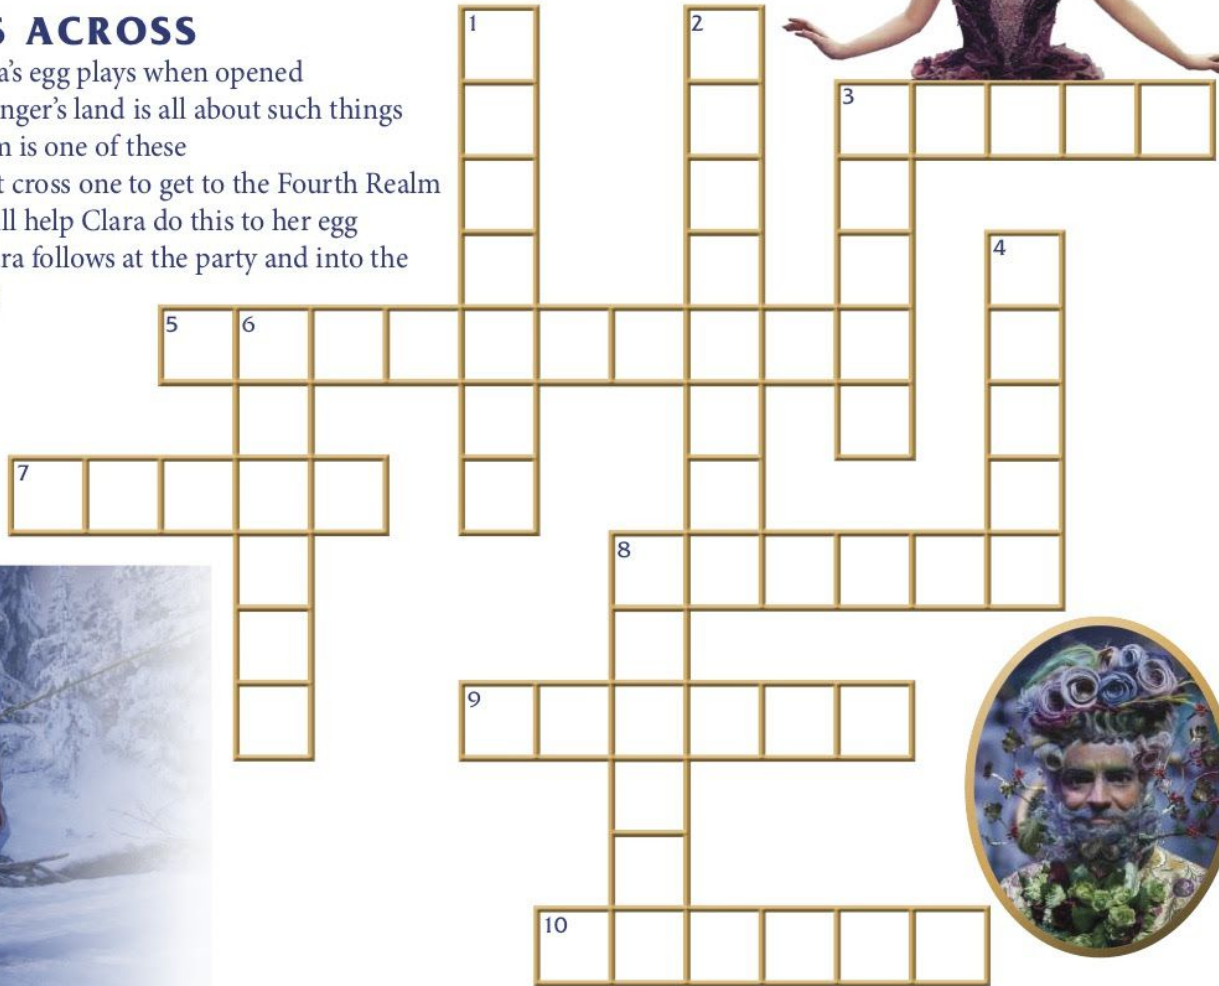 S ACROSS
a's egg plays when opened
nger's land is all about such things
m is one of these
t cross one to get to the Fourth Realm
ll help Clara do this to her egg
ra follows at the party and into the
1
2
3
4
5 6
7
8
9
10